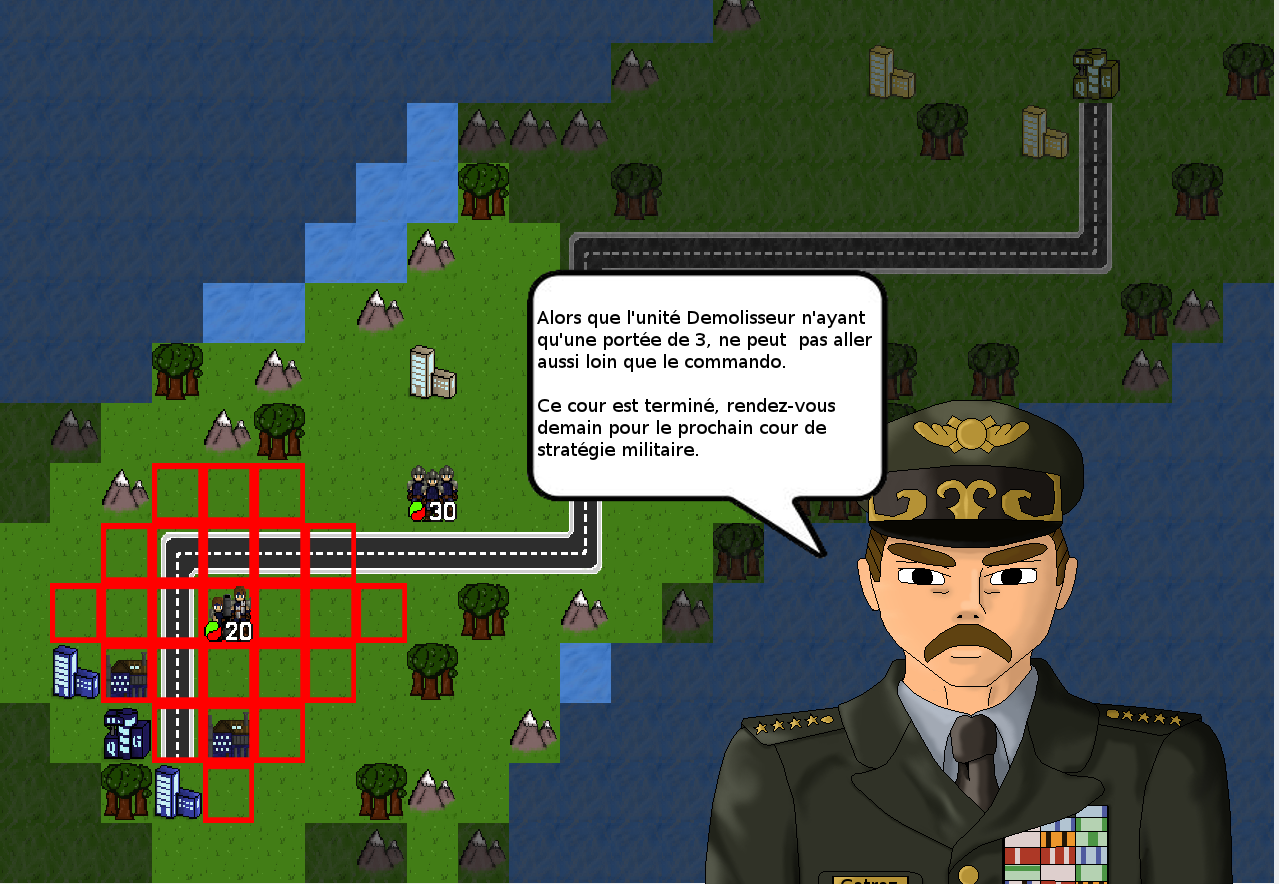 Alors que l'unité Demolisseur n'ayant
qu'une portée de 3, ne peut  pas aller
aussi loin que le commando.
Ce cour est terminé, rendez-vous
demain pour le prochain cour de
stratégie militaire.
30
20
Q G